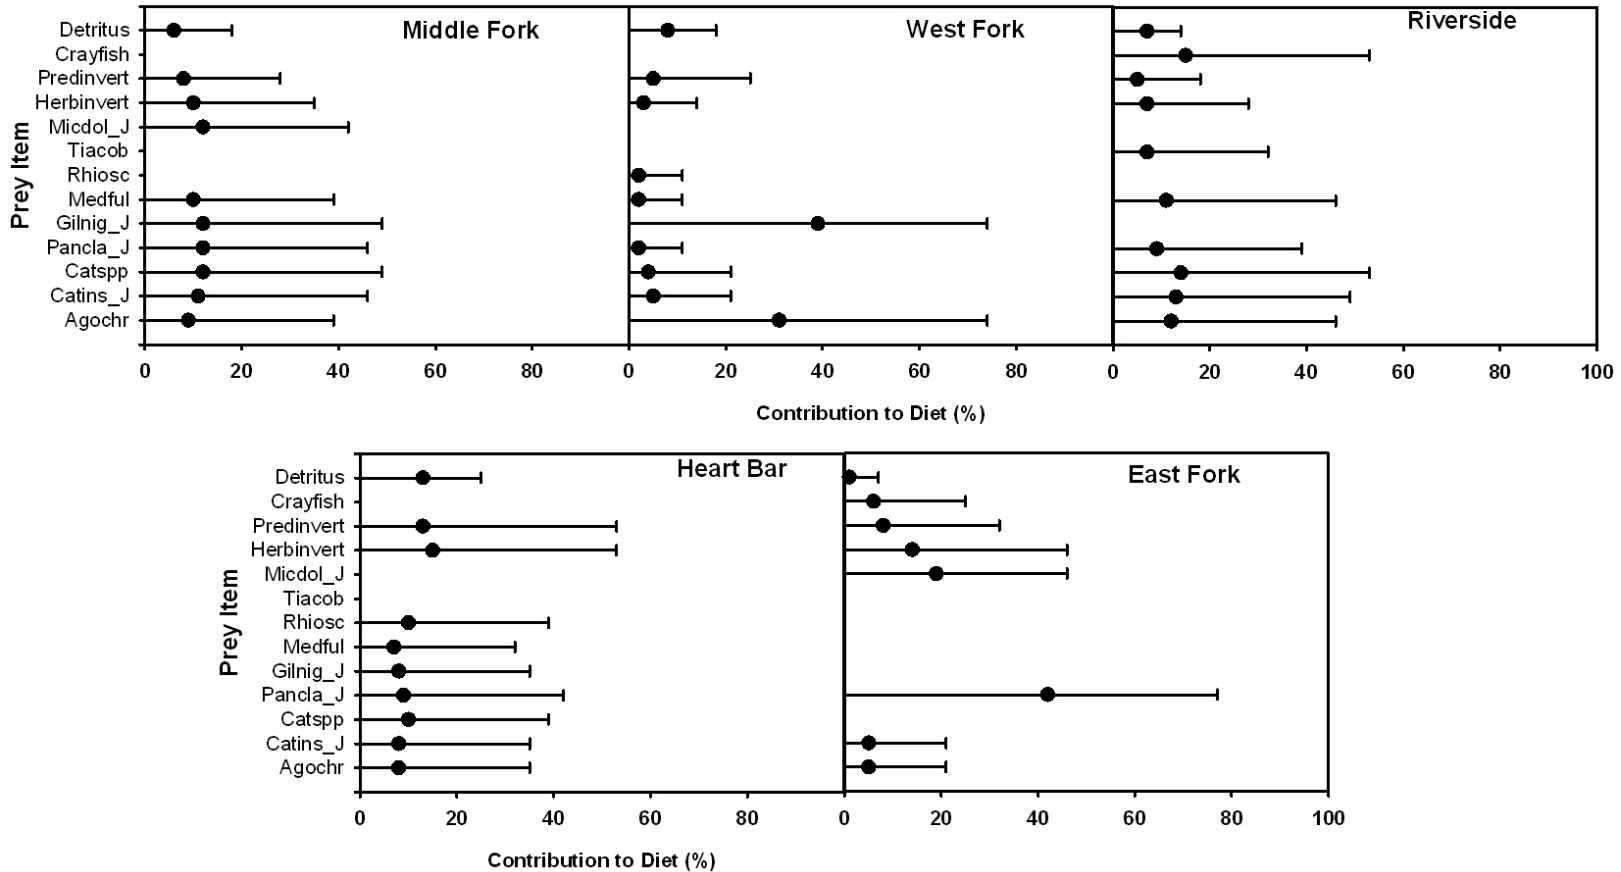 Middle Fork
West Fork
Riverside
Prey Item
Detritus
Crayfish
Predinvert
Herbinvert
Micdol_J
Tiacob
Rhiosc
Medful
Gilnig_J
Pancla_J
Catspp
Catins_J
Agochr
0 20 40 60 80 0 20 40 60 80 0 20 40 60 80 100
Contribution to Diet (%)
Heart Bar
East Fork
Prey Item
Detritus
Crayfish
Predinvert
Herbinvert
Micdol_J
Tiacob
Rhiosc
Medful
Gilnig_J
Pancla_J
Catspp
Catins_J
Agochr
0 20 40 60 80 0 20 40 60 80 100
Contribution to Diet (%)